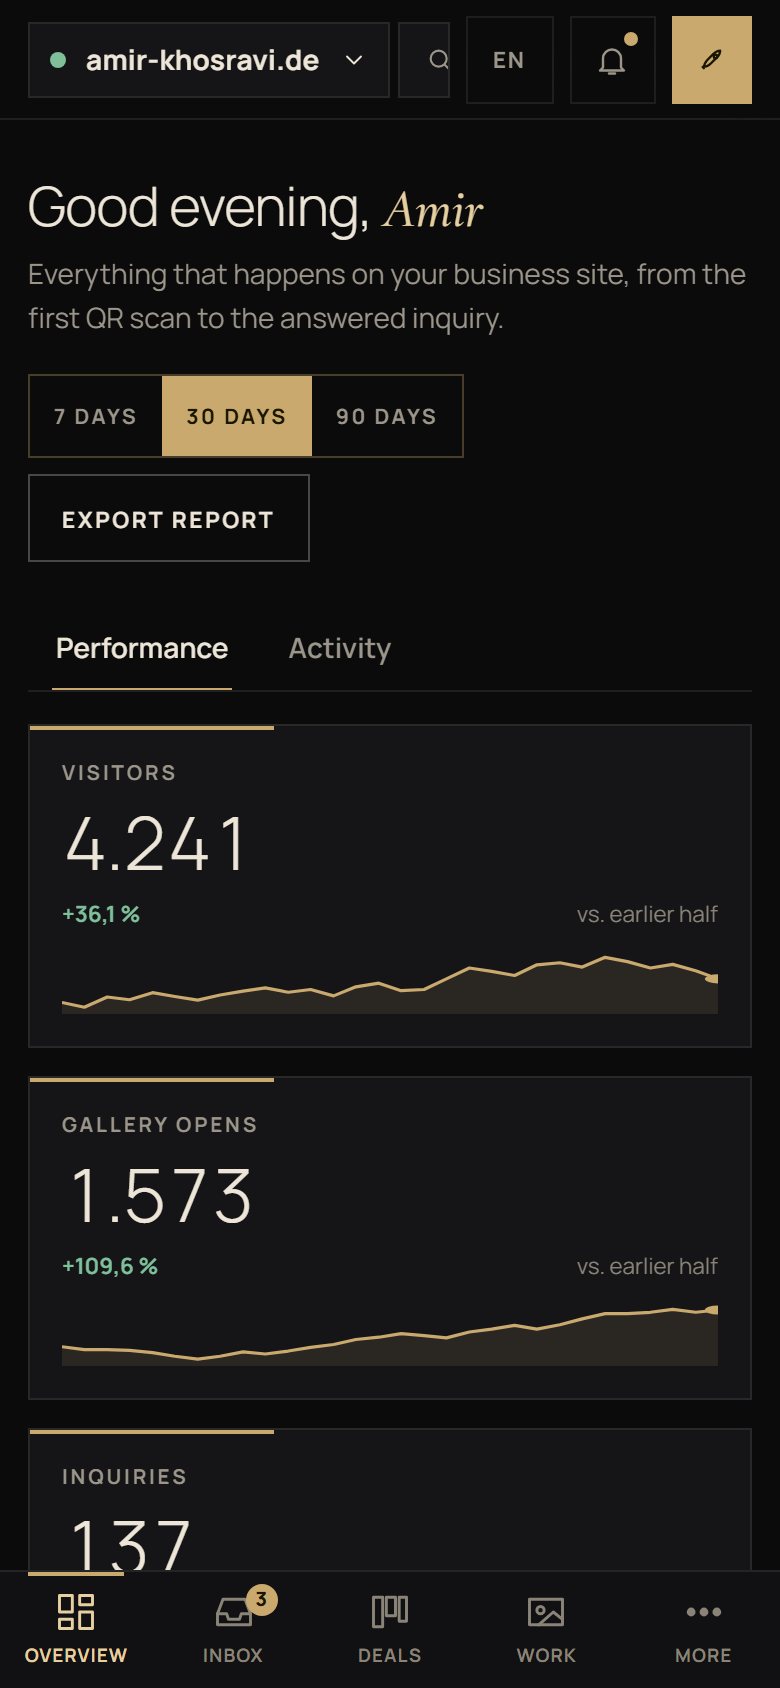 amir-khosravi.de
EN
Good evening, Amir
Everything that happens on your business site, from the
first QR scan to the answered inquiry.
7 DAYS
30 DAYS
90 DAYS
EXPORT REPORT
Performance
Activity
VISITORS
4.241
+36,1 %
vs. earlier half
GALLERY OPENS
1.573
+109,6 %
vs. earlier half
INQUIRIES
137
3
OVERVIEW
INBOX
DEALS
WORK
MORE